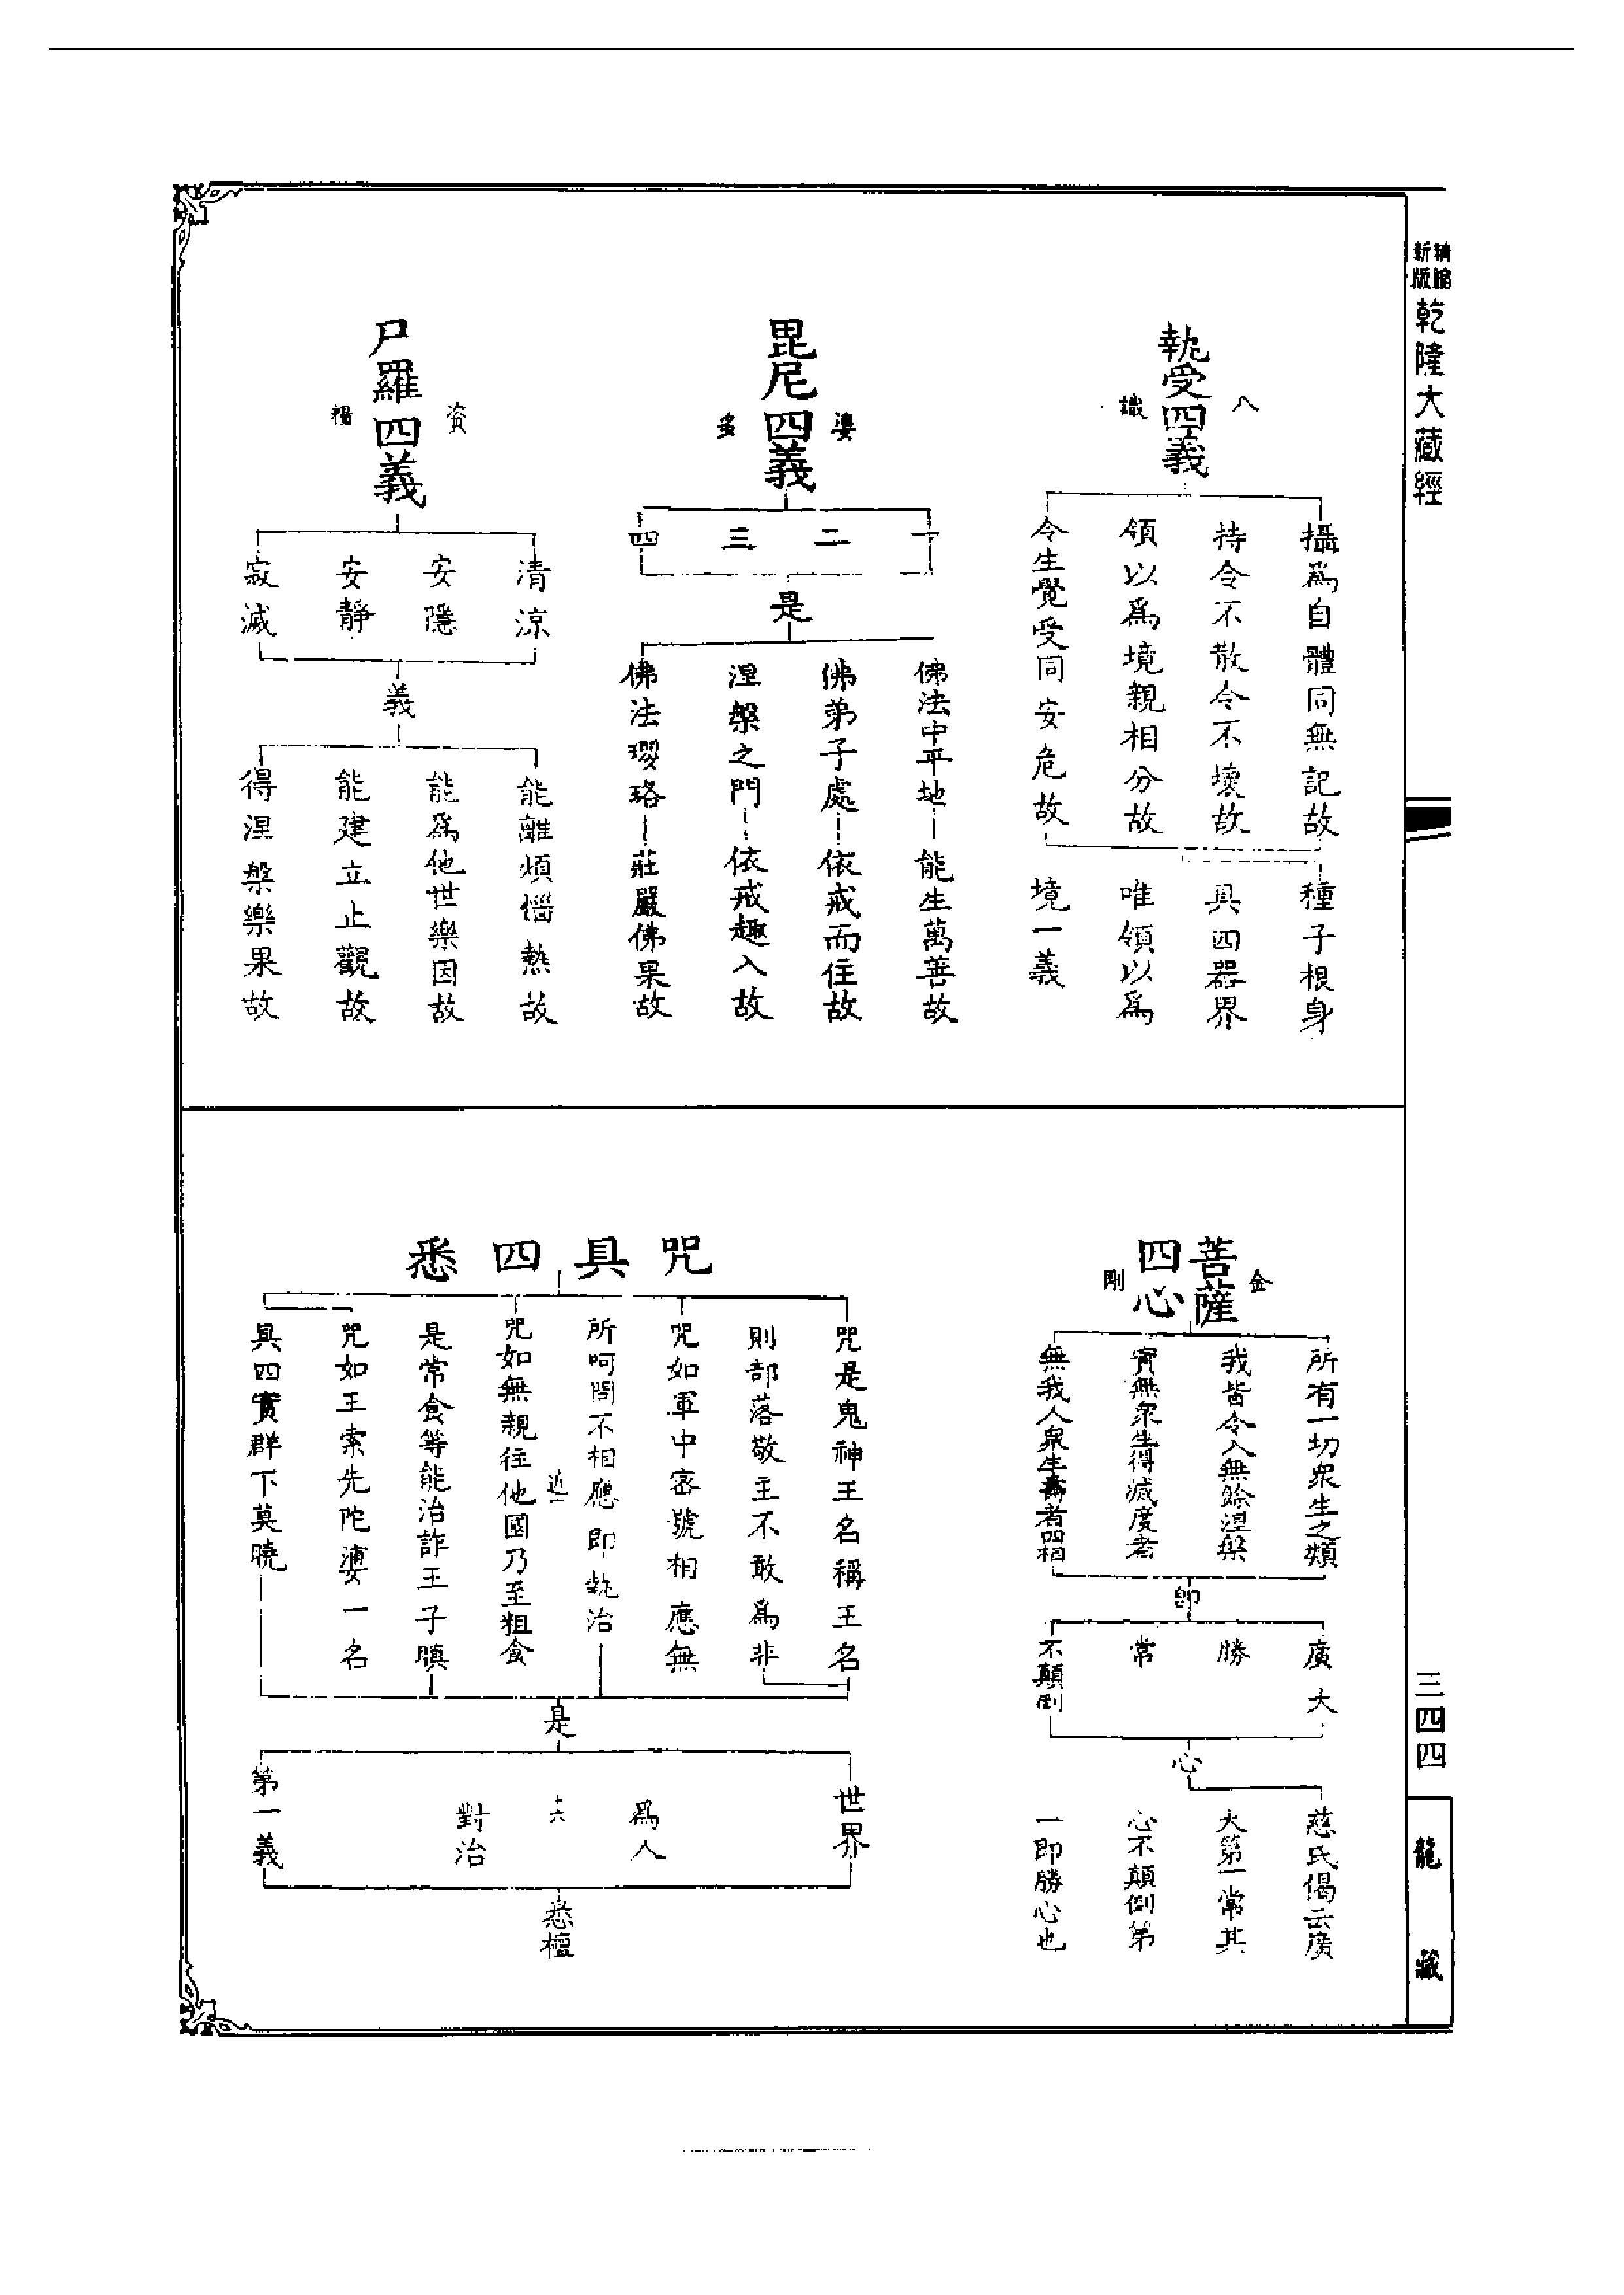 新版
精縮
乾隆大藏經
三四四
龍藏
執受四義
八識
攝為自體同無記故
持令不散令不壞故
領以為境親相分故
令生覺受同安危故
種子根身
具四器界
唯領以為
境一義
毘尼四義
婆多
一
二
三
四
是
佛法中平地
能生萬善故
佛弟子處
依戒而住故
涅槃之門
依戒趣入故
佛法瓔珞
莊嚴佛果故
尸羅四義
資
清涼
安隱
安靜
寂滅
義
能離煩惱熱故
能為他世樂因故
能建立止觀故
得涅槃樂果故
菩薩四心
金剛
所有一切眾生之類
我皆令入無餘涅槃
實無眾生得滅度者
無我人眾生壽者四相
即
廣大
勝
常
不顛倒
心
慈氏偈云廣
大第一常其
心不顛倒第
一即勝心也
咒具四悉
咒是鬼神王名稱王名
則部落敬主不敢為非
咒如軍中密號相應無
所呵問不相應即執治
咒如無親往他國乃至粗食
是常食等能治詐王子瞋
咒如王索先陀婆一名
具四實群下莫曉
是
世界
為人
對治
第一義
悉檀